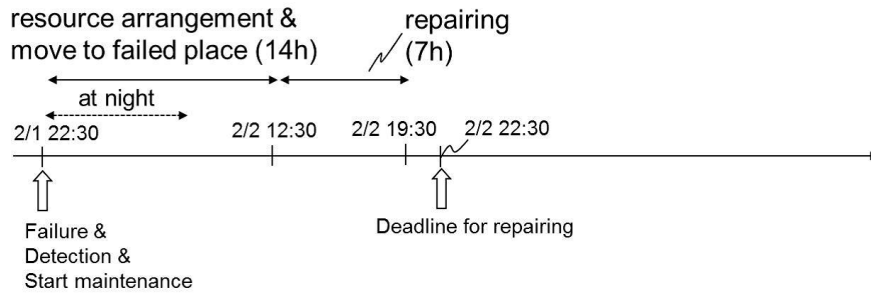 resource arrangement &
move to failed place (14h)
repairing
(7h)
at night
2/1 22:30
2/2 12:30
2/2 19:30
2/2 22:30
Failure &
Detection &
Start maintenance
Deadline for repairing